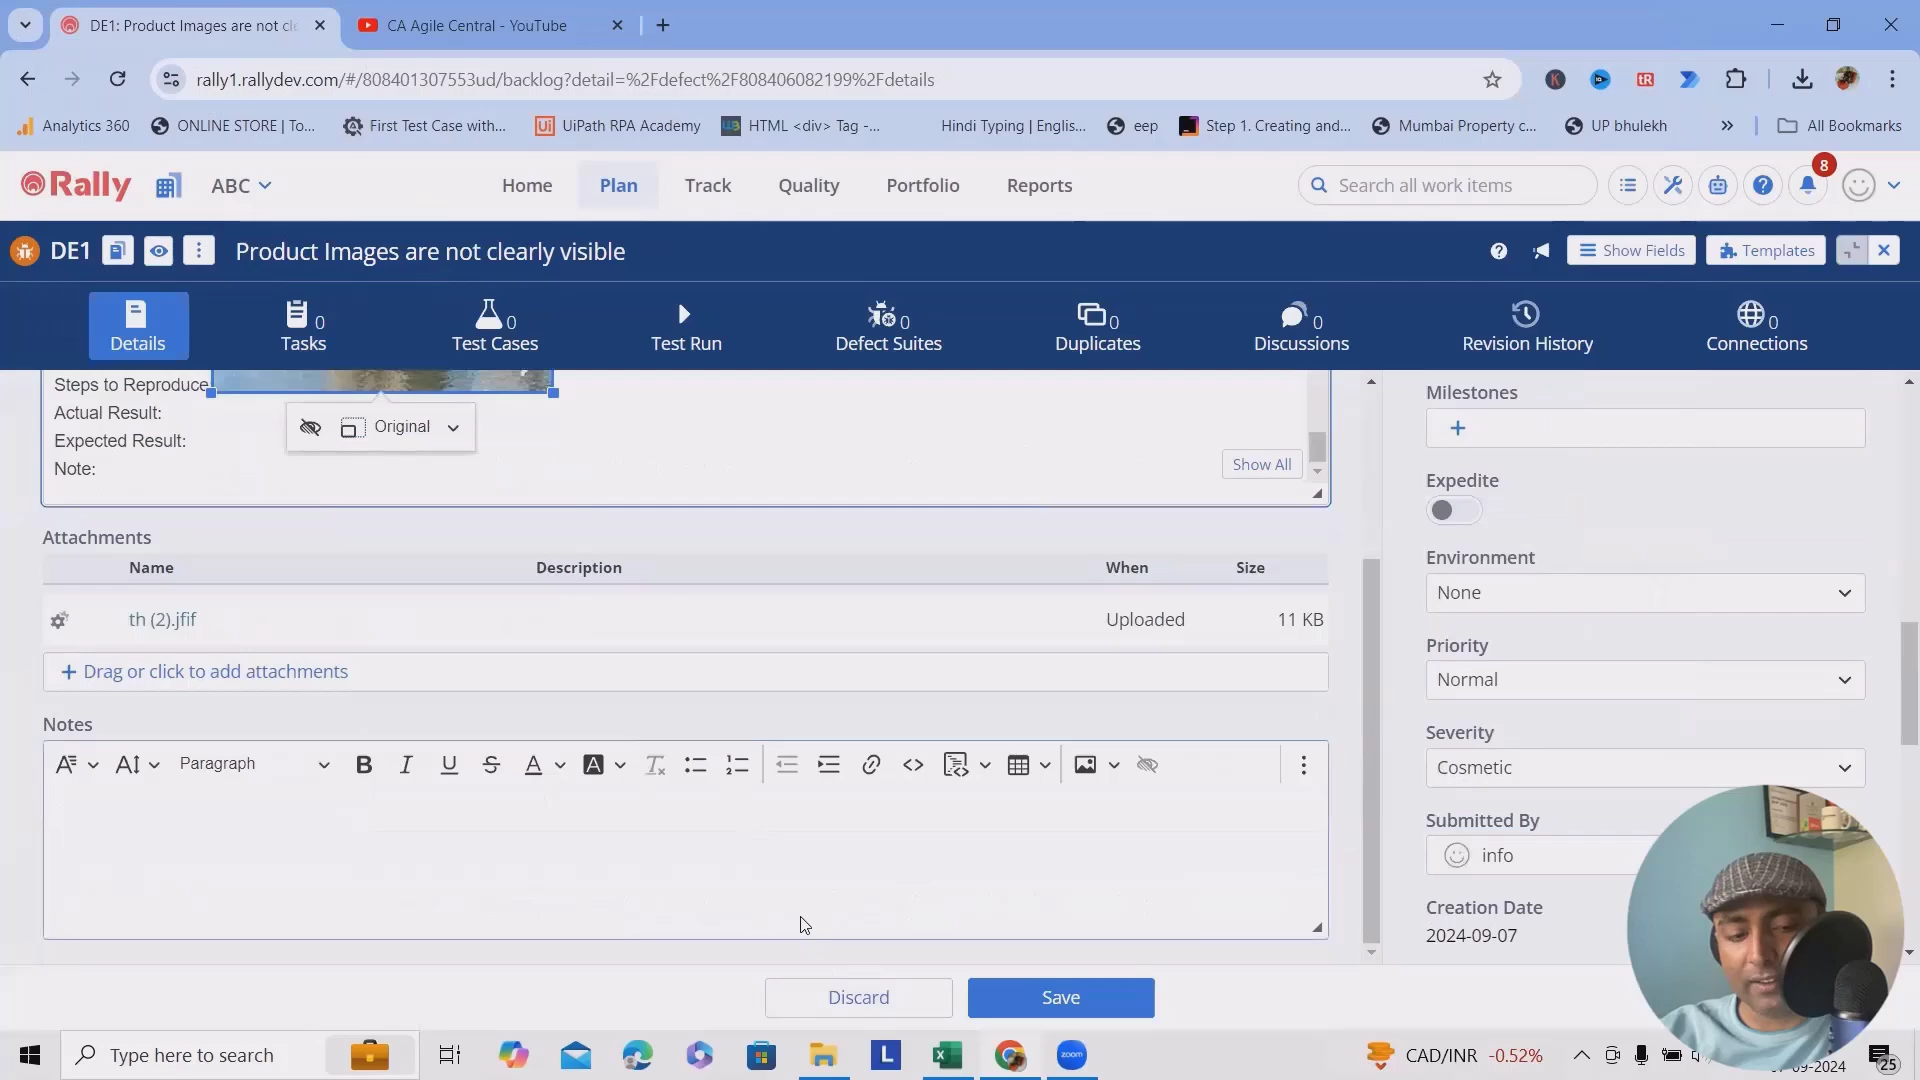 DE1: Product Images are not cle
CA Agile Central - YouTube
rally1.rallydev.com/#/808401307553ud/backlog?detail=%2Fdefect%2F808406082199%2Fdetails
K
tR
Analytics 360
ONLINE STORE | To...
First Test Case with...
UiPath RPA Academy
HTML <div> Tag -...
Hindi Typing | Englis...
eep
Step 1. Creating and...
Mumbai Property c...
UP bhulekh
All Bookmarks
Rally
ABC
Home
Plan
Track
Quality
Portfolio
Reports
Search all work items
8
DE1
Product Images are not clearly visible
Show Fields
Templates
Details
0
Tasks
0
Test Cases
Test Run
0
Defect Suites
0
Duplicates
0
Discussions
Revision History
0
Connections
Steps to Reproduce
Actual Result:
Expected Result:
Note:
Original
Show All
Attachments
Name
Description
When
Size
th (2).jfif
Uploaded
11 KB
+ Drag or click to add attachments
Notes
Paragraph
Milestones
Expedite
Environment
None
Priority
Normal
Severity
Cosmetic
Submitted By
info
Creation Date
2024-09-07
Discard
Save
Type here to search
L
zoom
CAD/INR -0.52%
-09-2024
25